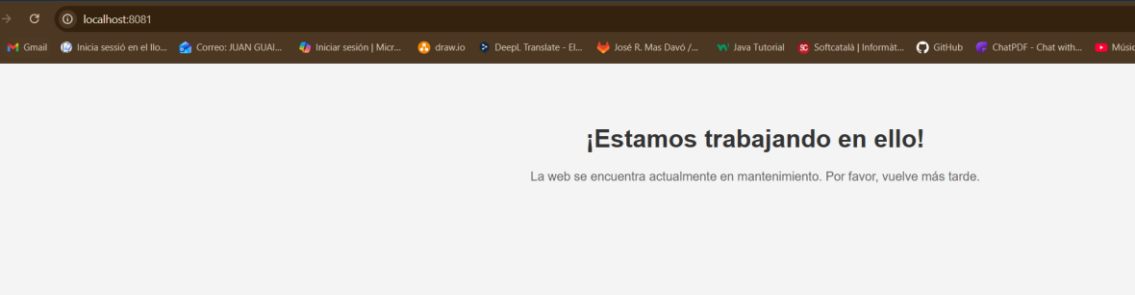 localhost:8081
Gmail Inicia sessió en el llo... Correo: JUAN GUAI... Iniciar sesión | Micr... draw.io DeepL Translate - El... José R. Mas Davó /... Java Tutorial Softcatalà | Informàt... GitHub ChatPDF - Chat with... Músic
¡Estamos trabajando en ello!
La web se encuentra actualmente en mantenimiento. Por favor, vuelve más tarde.